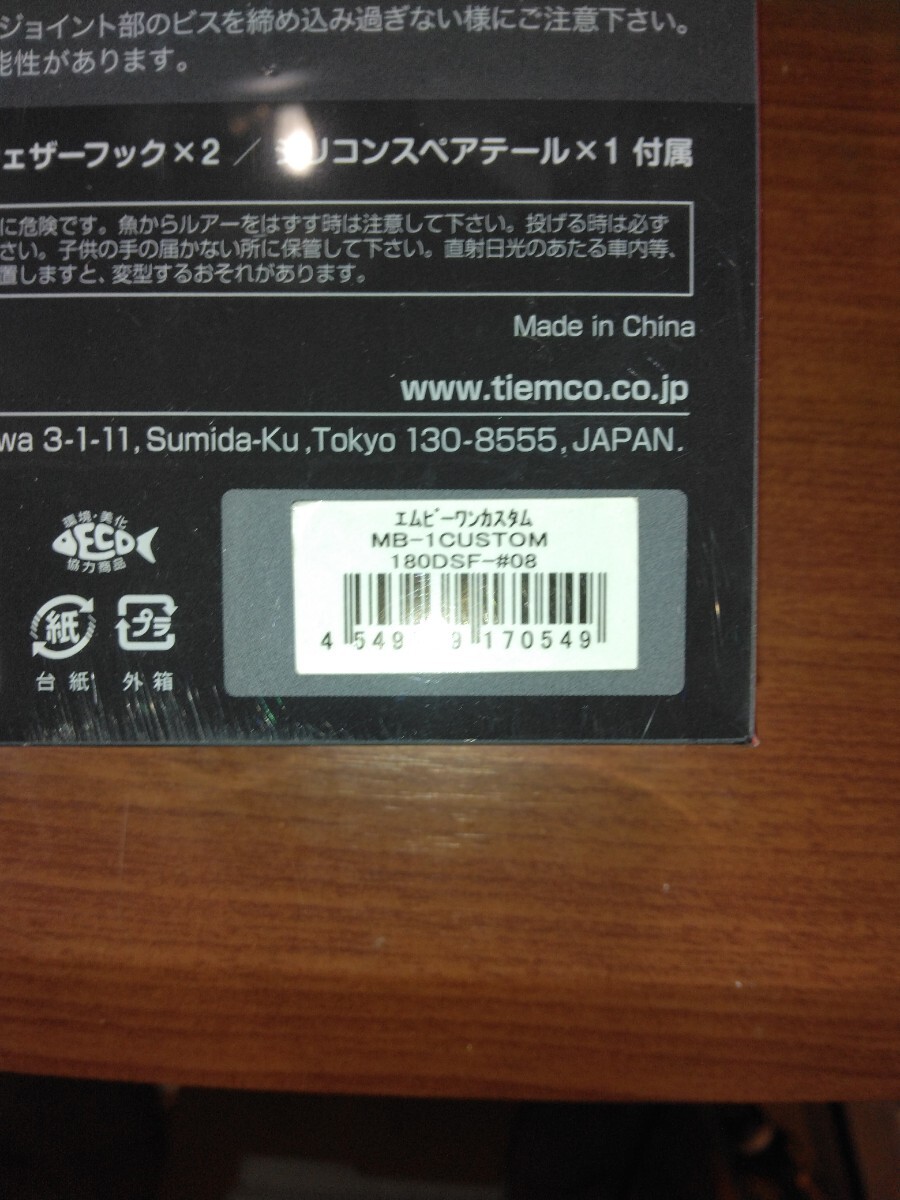 ジョイント部のビスを締め込み過ぎない様にご注意下さい。
能性があります。
ェザーフック×2 / シリコンスペアテール×1 付属
に危険です。魚からルアーをはずす時は注意して下さい。投げる時は必ず
さい。子供の手の届かない所に保管して下さい。直射日光のあたる車内等、
置しますと、変型するおそれがあります。
Made in China
www.tiemco.co.jp
wa 3-1-11, Sumida-Ku ,Tokyo 130-8555, JAPAN.
環境・美化
ECO
協力商品
紙
プラ
台紙
外箱
エムビーワンカスタム
MB-1CUSTOM
180DSF-#08
4 549 9 170549